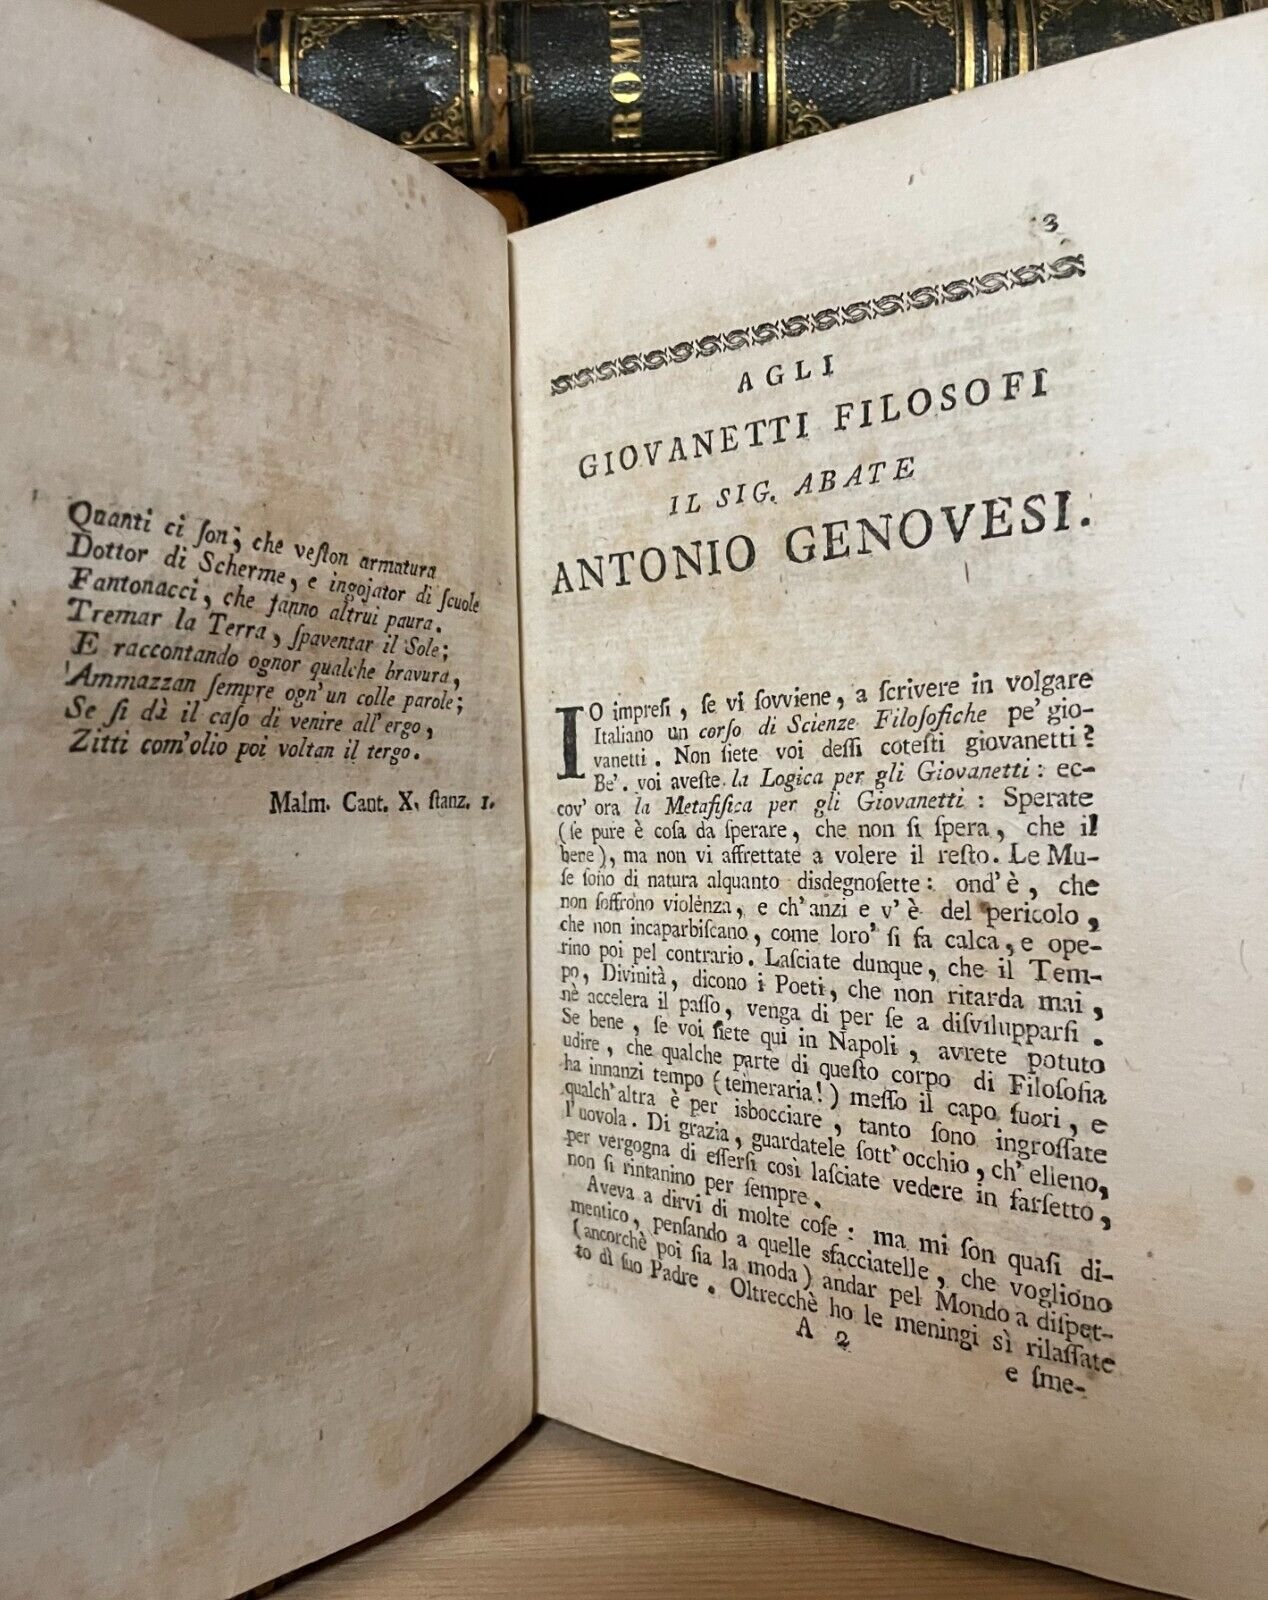 ROME
Quanti ci ſon; che veſton armatura
Dottor di Scherme, e ingojator di ſcuole
Fantonacci, che fanno altrui paura.
Tremar la Terra, ſpaventar il Sole;
E raccontando ognor qualche bravura,
Ammazzan ſempre ogn'un colle parole;
Se ſi dà il caſo di venire all'ergo,
Zitti com'olio poi voltan il tergo.
Malm. Cant. X. ſtanz. 1.
3
AGLI
GIOVANETTI FILOSOFI
IL SIG. ABATE
ANTONIO GENOVESI.
IO impreſi, ſe vi ſovviene, a ſcrivere in volgare
Italiano un corſo di Scienze Filoſofiche pe' gio-
vanetti. Non ſiete voi deſſi coteſti giovanetti?
Be'. voi aveſte la Logica per gli Giovanetti: ec-
cov' ora la Metafiſica per gli Giovanetti: Sperate
(ſe pure è coſa da ſperare, che non ſi ſpera, che il
bene), ma non vi affrettate a volere il reſto. Le Mu-
ſe ſono di natura alquanto disdegnoſette: ond'è, che
non ſoffrono violenza, e ch'anzi e v'è del pericolo,
che non incaparbiſcano, come loro' ſi fa calca, e ope-
rino poi pel contrario. Laſciate dunque, che il Tem-
po, Divinità, dicono i Poeti, che non ritarda mai,
nè accelera il paſſo, venga di per ſe a diſvilupparſi.
Se bene, ſe voi ſiete qui in Napoli, avrete potuto
udire, che qualche parte di queſto corpo di Filoſofia
ha innanzi tempo (temeraria!) meſſo il capo fuori, e
qualch'altra è per isbocciare, tanto ſono ingroſſate
l'uovola. Di grazia, guardatele ſott'occhio, ch'elleno,
per vergogna di eſſerſi così laſciate vedere in farſetto,
non ſi rintanino per ſempre.
Aveva a dirvi di molte coſe: ma mi ſon quaſi di-
mentico, penſando a quelle sfacciatelle, che vogliono
(ancorchè poi ſia la moda) andar pel Mondo a diſpet-
to di ſuo Padre. Oltrecchè ho le meningi sì rilaſſate
A 2
e ſme-